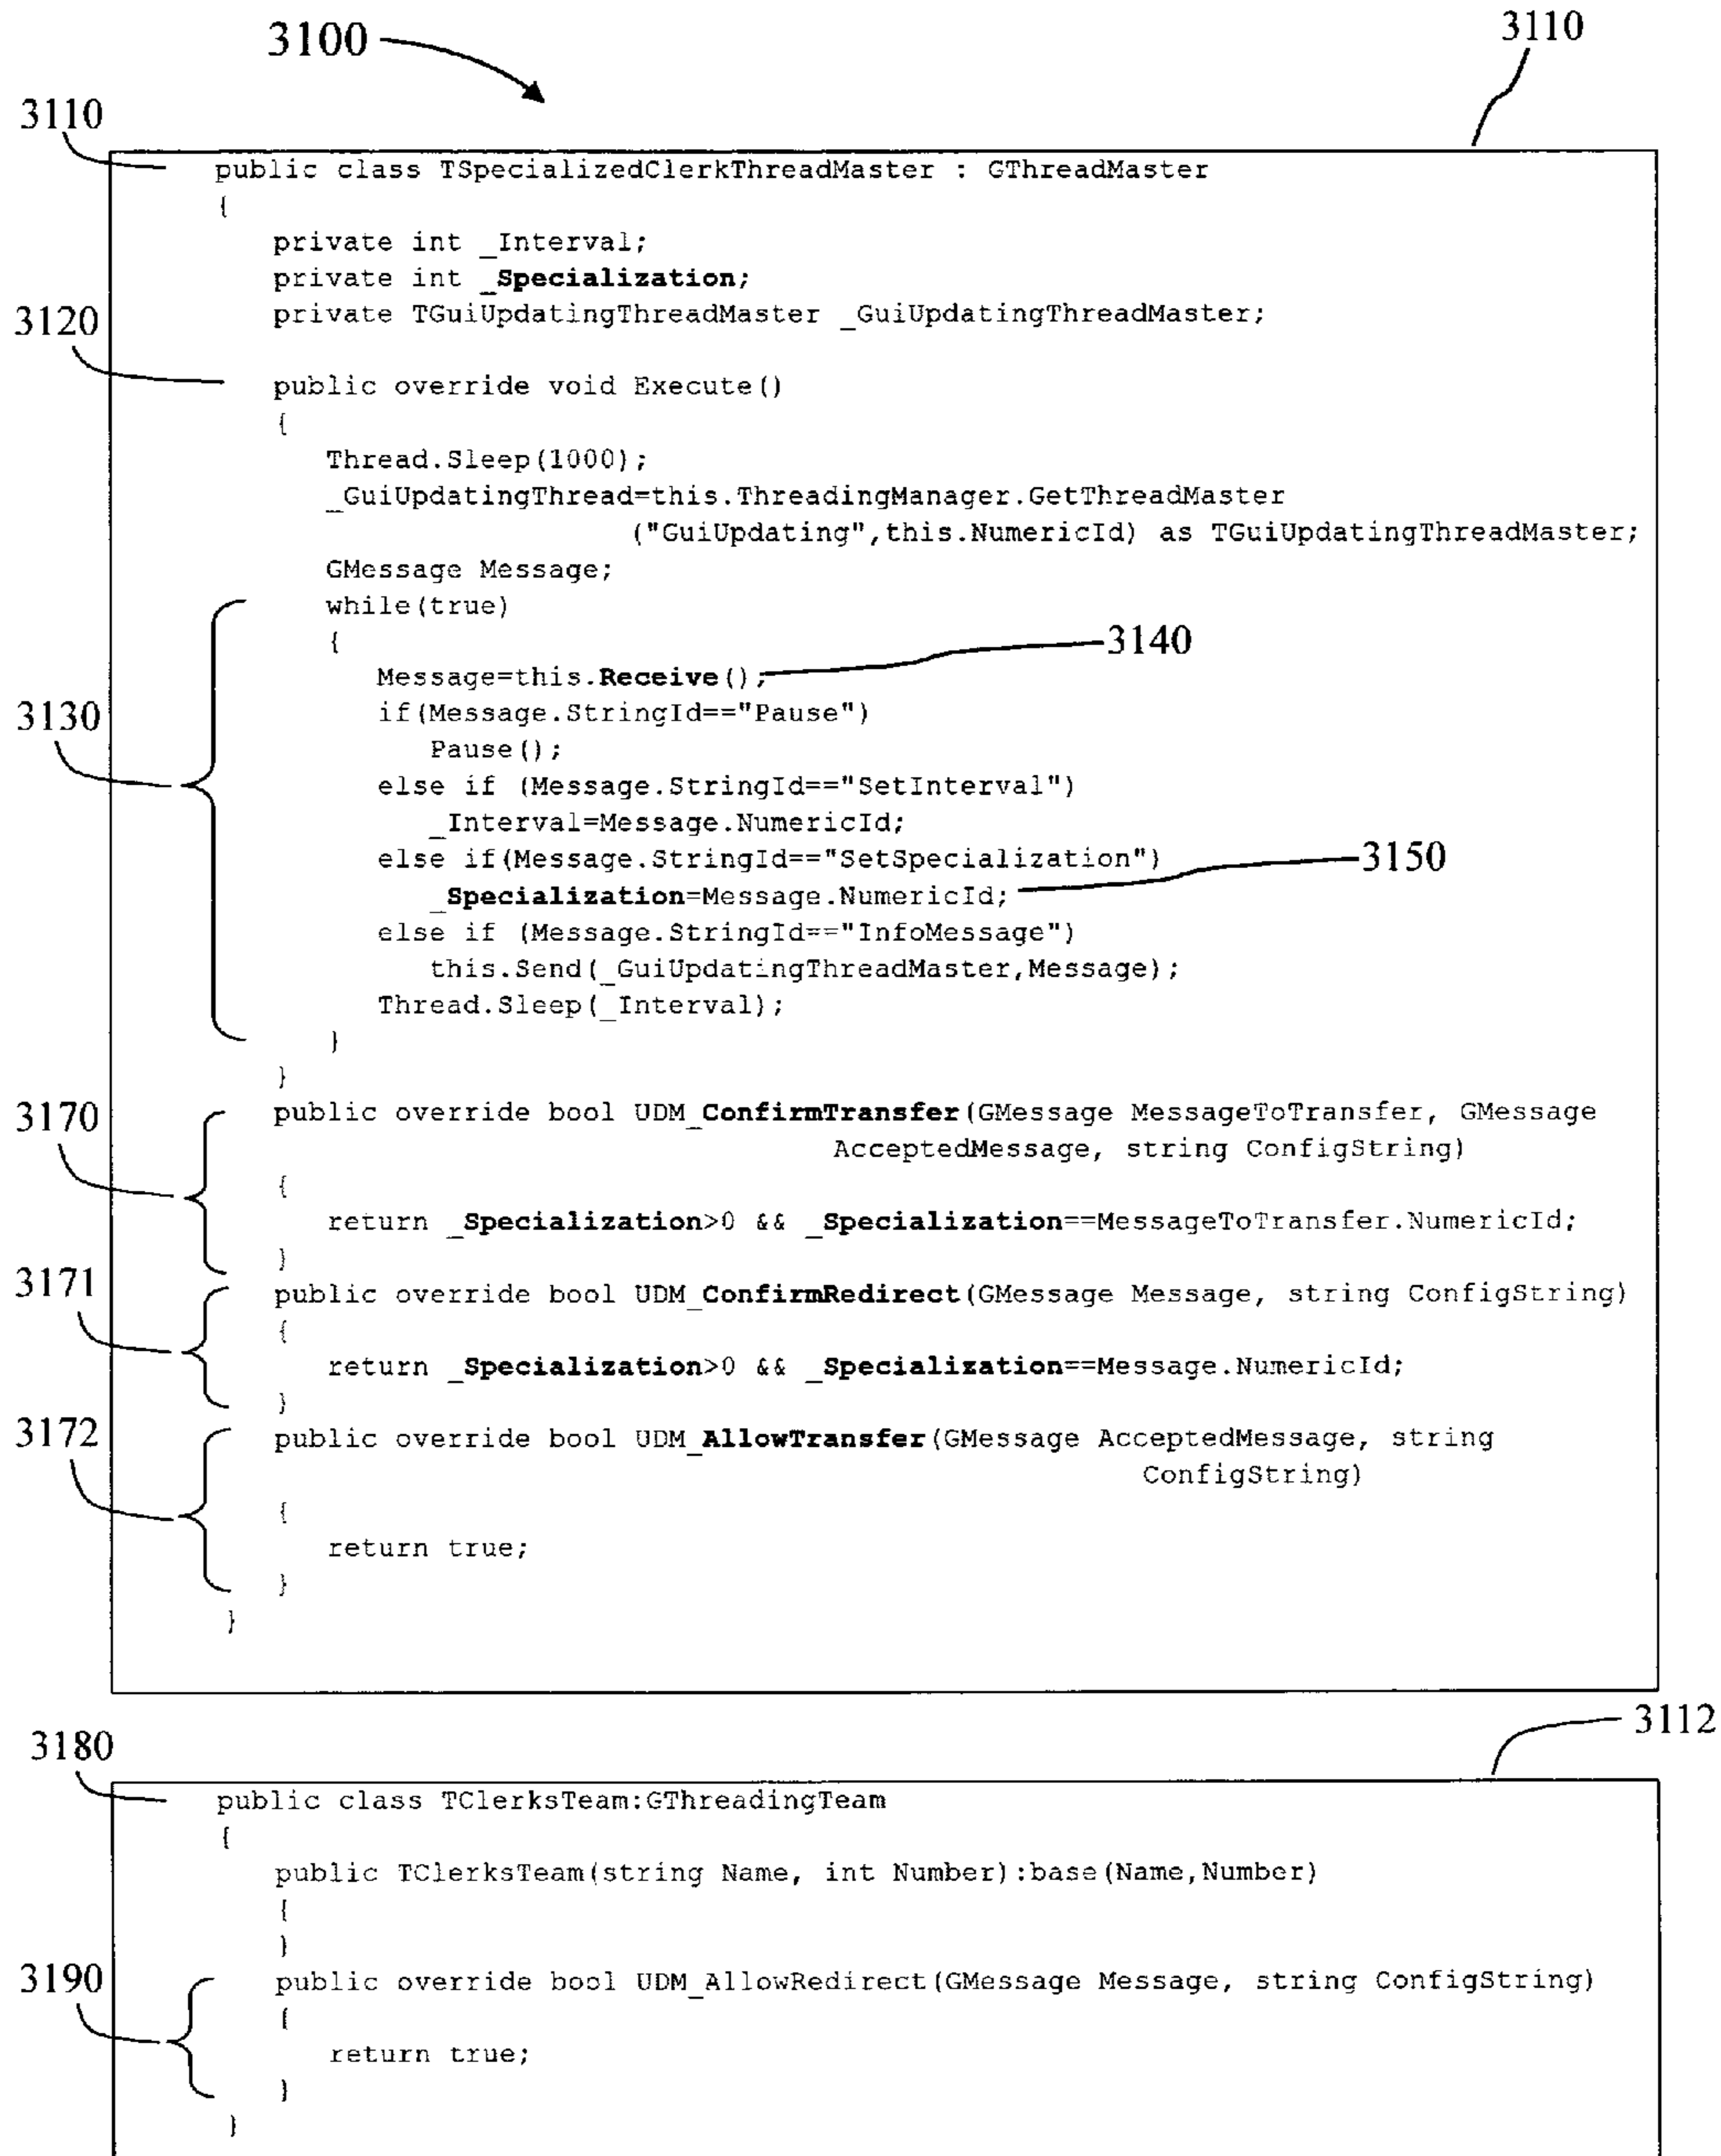 3100
3110
3110
public class TSpecializedClerkThreadMaster : GThreadMaster
{
private int _Interval;
private int _Specialization;
private TGuiUpdatingThreadMaster _GuiUpdatingThreadMaster;
3120
public override void Execute()
{
Thread.Sleep(1000);
_GuiUpdatingThread=this.ThreadingManager.GetThreadMaster
("GuiUpdating",this.NumericId) as TGuiUpdatingThreadMaster;
GMessage Message;
while(true)
{
3140
Message=this.Receive();
3130
if(Message.StringId=="Pause")
Pause();
else if (Message.StringId=="SetInterval")
_Interval=Message.NumericId;
else if(Message.StringId=="SetSpecialization")
3150
_Specialization=Message.NumericId;
else if (Message.StringId=="InfoMessage")
this.Send(_GuiUpdatingThreadMaster,Message);
Thread.Sleep(_Interval);
}
}
3170
public override bool UDM_ConfirmTransfer(GMessage MessageToTransfer, GMessage
AcceptedMessage, string ConfigString)
{
return _Specialization>0 && _Specialization==MessageToTransfer.NumericId;
}
3171
public override bool UDM_ConfirmRedirect(GMessage Message, string ConfigString)
{
return _Specialization>0 && _Specialization==Message.NumericId;
}
3172
public override bool UDM_AllowTransfer(GMessage AcceptedMessage, string
ConfigString)
{
return true;
}
}
3112
3180
public class TClerksTeam:GThreadingTeam
{
public TClerksTeam(string Name, int Number):base(Name,Number)
{
}
3190
public override bool UDM_AllowRedirect(GMessage Message, string ConfigString)
{
return true;
}
}